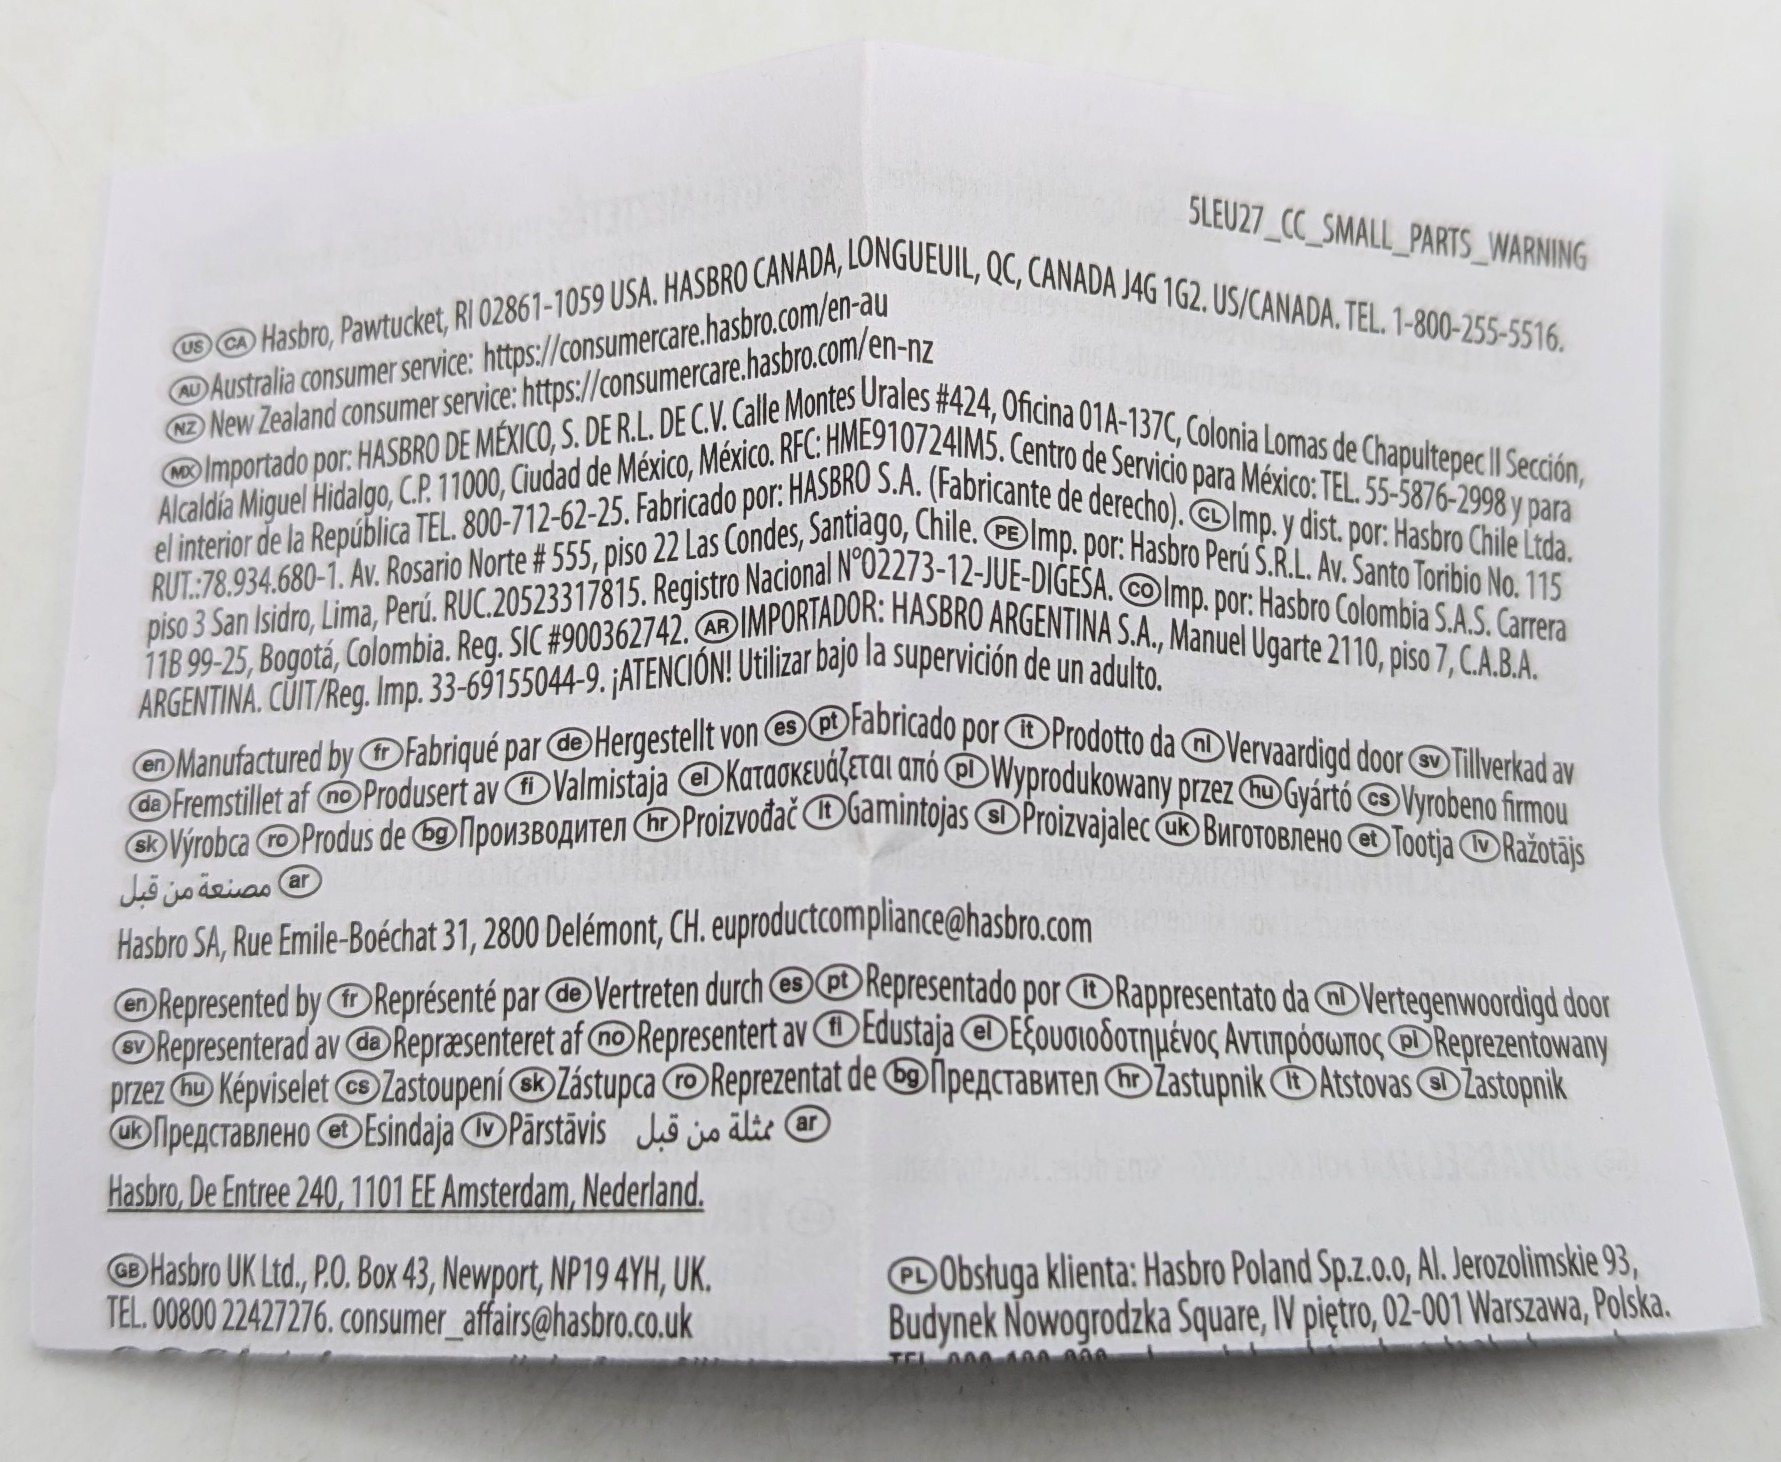 5LEU27_CC_SMALL_PARTS_WARNING
US CA Hasbro, Pawtucket, RI 02861-1059 USA. HASBRO CANADA, LONGUEUIL, QC, CANADA J4G 1G2. US/CANADA. TEL. 1-800-255-5516.
AU Australia consumer service: https://consumercare.hasbro.com/en-au
NZ New Zealand consumer service: https://consumercare.hasbro.com/en-nz
MX Importado por: HASBRO DE MÉXICO, S. DE R.L. DE C.V. Calle Montes Urales #424, Oficina 01A-137C, Colonia Lomas de Chapultepec II Sección,
Alcaldía Miguel Hidalgo, C.P. 11000, Ciudad de México, México. RFC: HME910724IM5. Centro de Servicio para México: TEL. 55-5876-2998 y para
el interior de la República TEL. 800-712-62-25. Fabricado por: HASBRO S.A. (Fabricante de derecho). CL Imp. y dist. por: Hasbro Chile Ltda.
RUT.:78.934.680-1. Av. Rosario Norte # 555, piso 22 Las Condes, Santiago, Chile. PE Imp. por: Hasbro Perú S.R.L. Av. Santo Toribio No. 115
piso 3 San Isidro, Lima, Perú. RUC.20523317815. Registro Nacional N°02273-12-JUE-DIGESA. CO Imp. por: Hasbro Colombia S.A.S. Carrera
11B 99-25, Bogotá, Colombia. Reg. SIC #900362742. AR IMPORTADOR: HASBRO ARGENTINA S.A., Manuel Ugarte 2110, piso 7, C.A.B.A.
ARGENTINA. CUIT/Reg. Imp. 33-69155044-9. ¡ATENCIÓN! Utilizar bajo la supervición de un adulto.
en Manufactured by fr Fabriqué par de Hergestellt von es pt Fabricado por it Prodotto da nl Vervaardigd door sv Tillverkad av
da Fremstillet af no Produsert av fi Valmistaja el Κατασκευάζεται από pl Wyprodukowany przez hu Gyártó cs Vyrobeno firmou
sk Výrobca ro Produs de bg Производител hr Proizvođač lt Gamintojas sl Proizvajalec uk Виготовлено et Tootja lv Ražotājs
ar مصنعة من قبل
Hasbro SA, Rue Emile-Boéchat 31, 2800 Delémont, CH. euproductcompliance@hasbro.com
en Represented by fr Représenté par de Vertreten durch es pt Representado por it Rappresentato da nl Vertegenwoordigd door
sv Representerad av da Repræsenteret af no Representert av fi Edustaja el Εξουσιοδοτημένος Αντιπρόσωπος pl Reprezentowany
przez hu Képviselet cs Zastoupení sk Zástupca ro Reprezentat de bg Представител hr Zastupnik lt Atstovas sl Zastopnik
uk Представлено et Esindaja lv Pārstāvis ar ممثلة من قبل
Hasbro, De Entree 240, 1101 EE Amsterdam, Nederland.
GB Hasbro UK Ltd., P.O. Box 43, Newport, NP19 4YH, UK.
TEL. 00800 22427276. consumer_affairs@hasbro.co.uk
PL Obsługa klienta: Hasbro Poland Sp.z.o.o, Al. Jerozolimskie 93,
Budynek Nowogrodzka Square, IV piętro, 02-001 Warszawa, Polska.